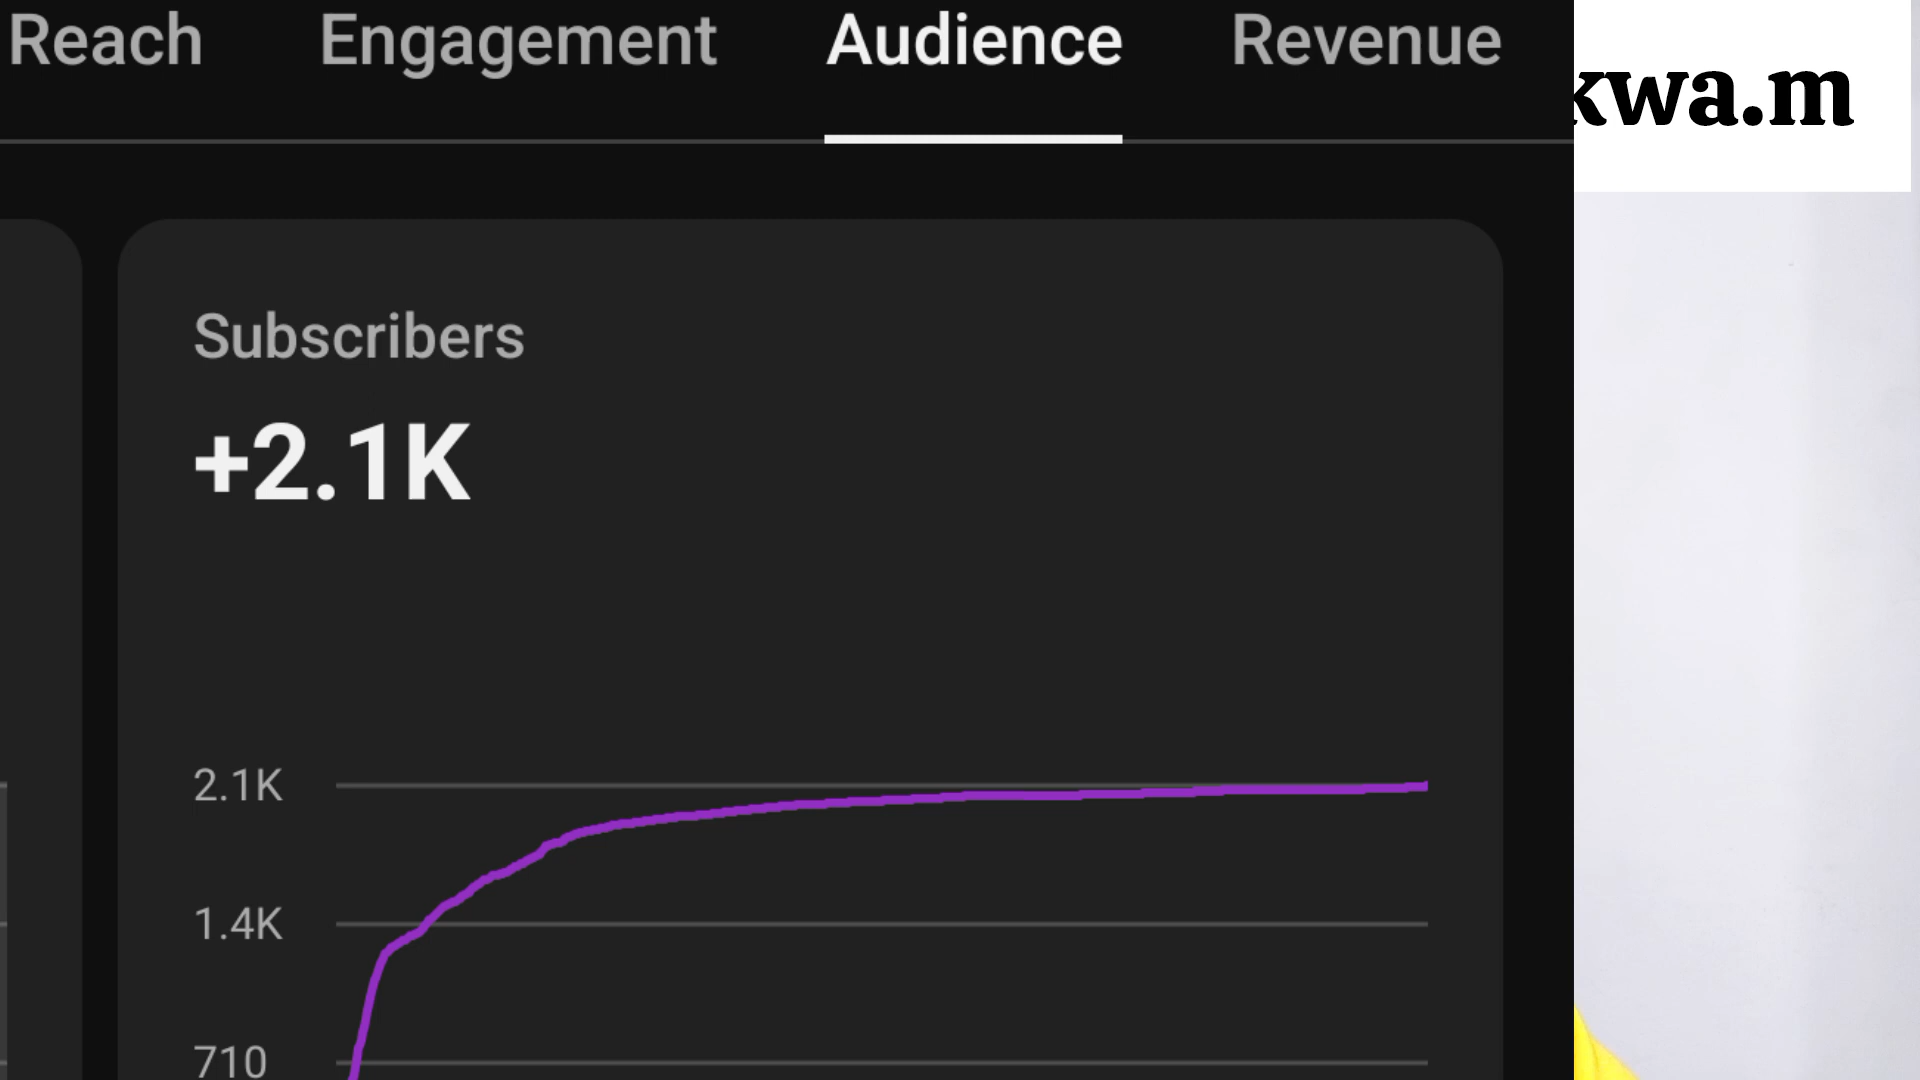 Reach Engagement Audience Revenue
kwa.m
Subscribers
+2.1K
2.1K
1.4K
710